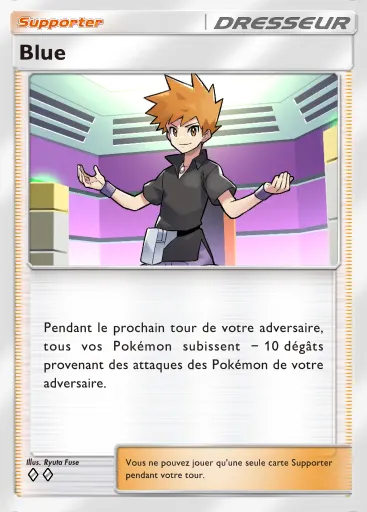 Supporter
DRESSEUR
Blue
Pendant le prochain tour de votre adversaire,
tous vos Pokémon subissent − 10 dégâts
provenant des attaques des Pokémon de votre
adversaire.
Illus. Ryuta Fuse
Vous ne pouvez jouer qu'une seule carte Supporter
pendant votre tour.